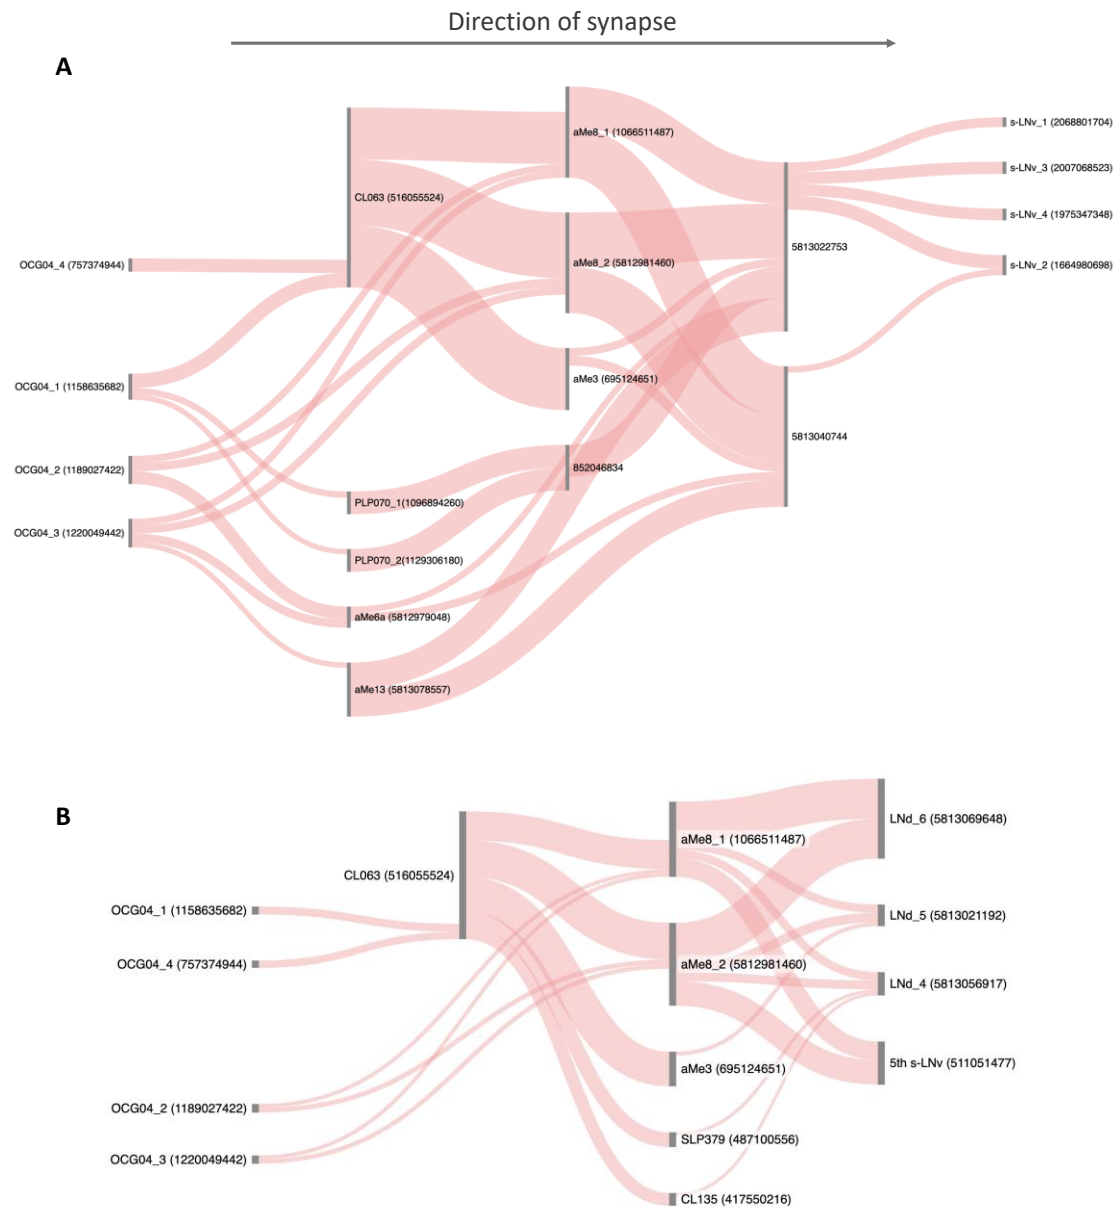 Direction of synapse
A
aMe8_1 (1066511487)
s-LNv_1 (2068801704)
s-LNv_3 (2007068523)
CL063 (516055524)
s-LNv_4 (1975347348)
5813022753
OCG04_4 (757374944)
aMe8_2 (5812981460)
s-LNv_2 (1664980698)
OCG04_1 (1158635682)
aMe3 (695124651)
5813040744
OCG04_2 (1189027422)
852046834
PLP070_1(1096894260)
OCG04_3 (1220049442)
PLP070_2(1129306180)
aMe6a (5812979048)
aMe13 (5813078557)
B
LNd_6 (5813069648)
aMe8_1 (1066511487)
CL063 (516055524)
OCG04_1 (1158635682)
LNd_5 (5813021192)
OCG04_4 (757374944)
aMe8_2 (5812981460)
LNd_4 (5813056917)
aMe3 (695124651)
5th s-LNv (511051477)
OCG04_2 (1189027422)
SLP379 (487100556)
OCG04_3 (1220049442)
CL135 (417550216)